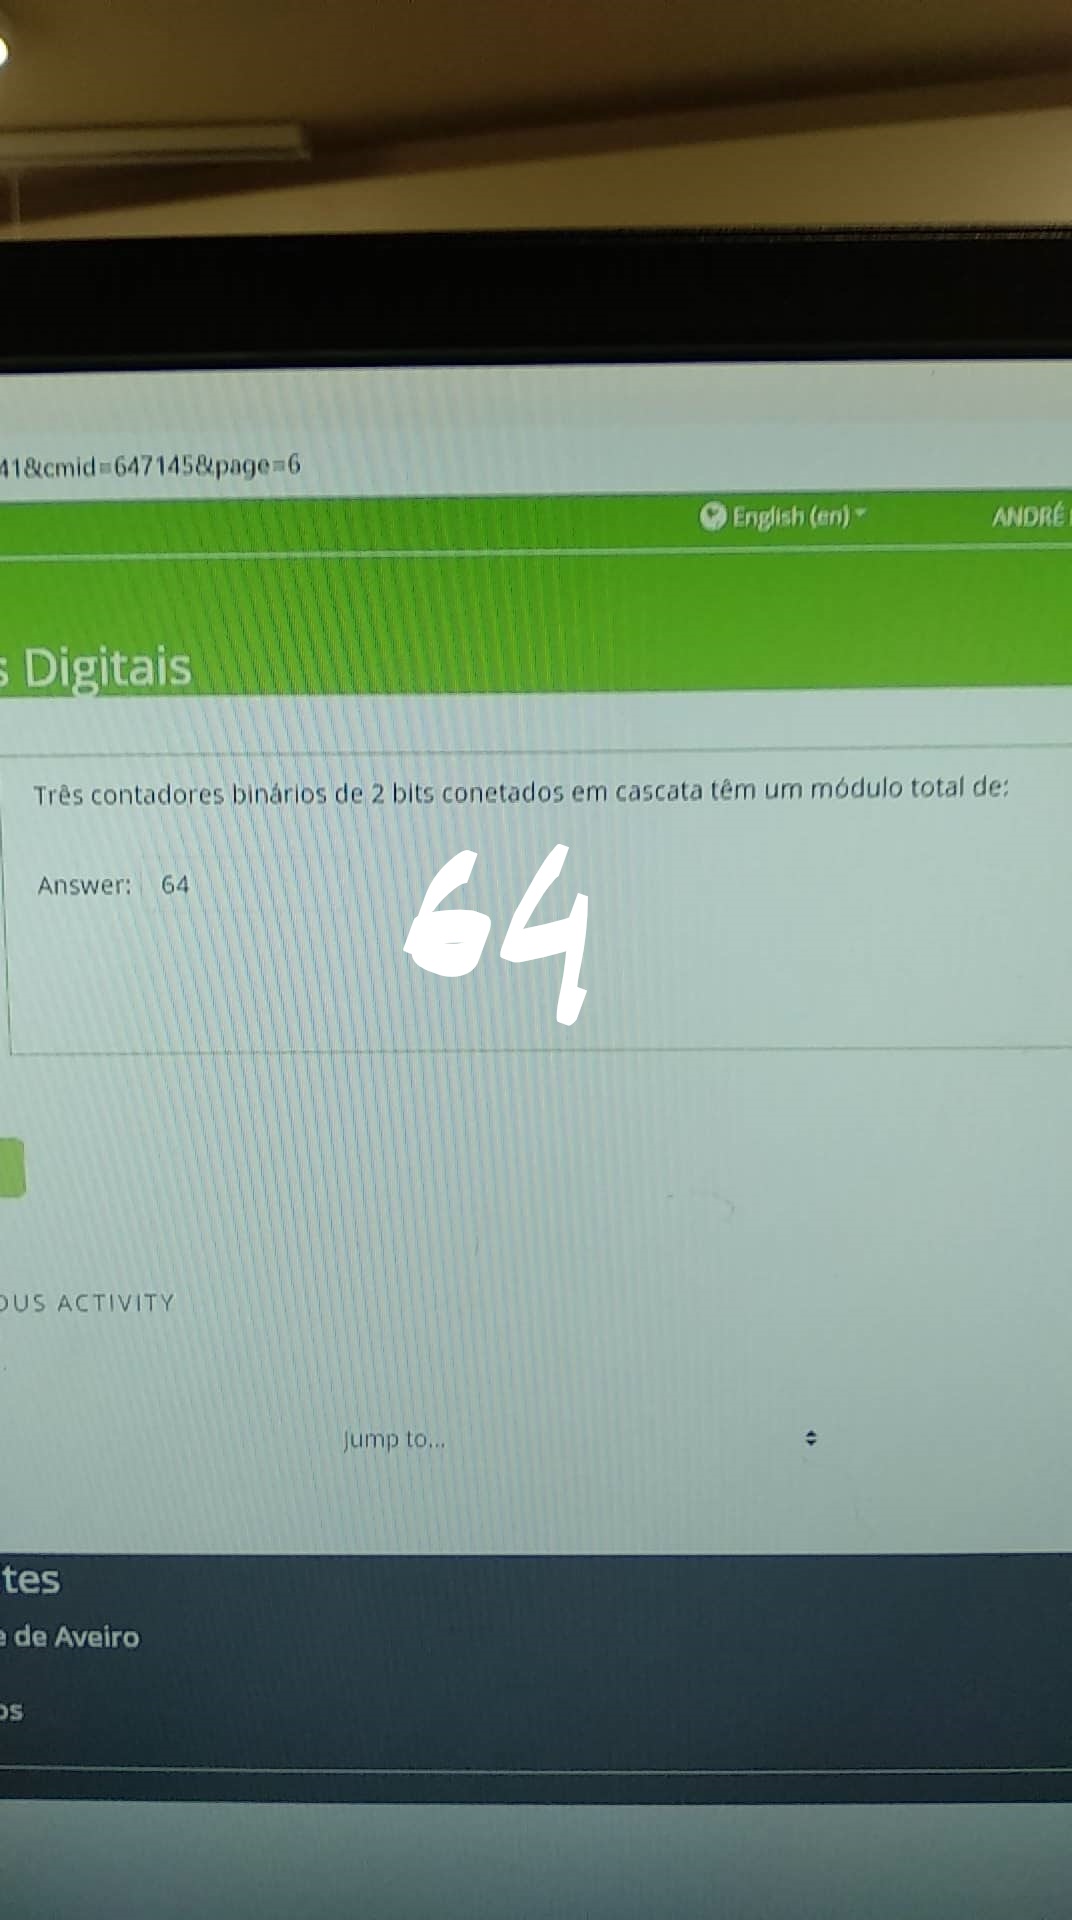 41&cmid=647145&page=6
English (en)
ANDRÉ
s Digitais
Três contadores binários de 2 bits conetados em cascata têm um módulo total de:
Answer: 64
64
OUS ACTIVITY
Jump to...
tes
e de Aveiro
os